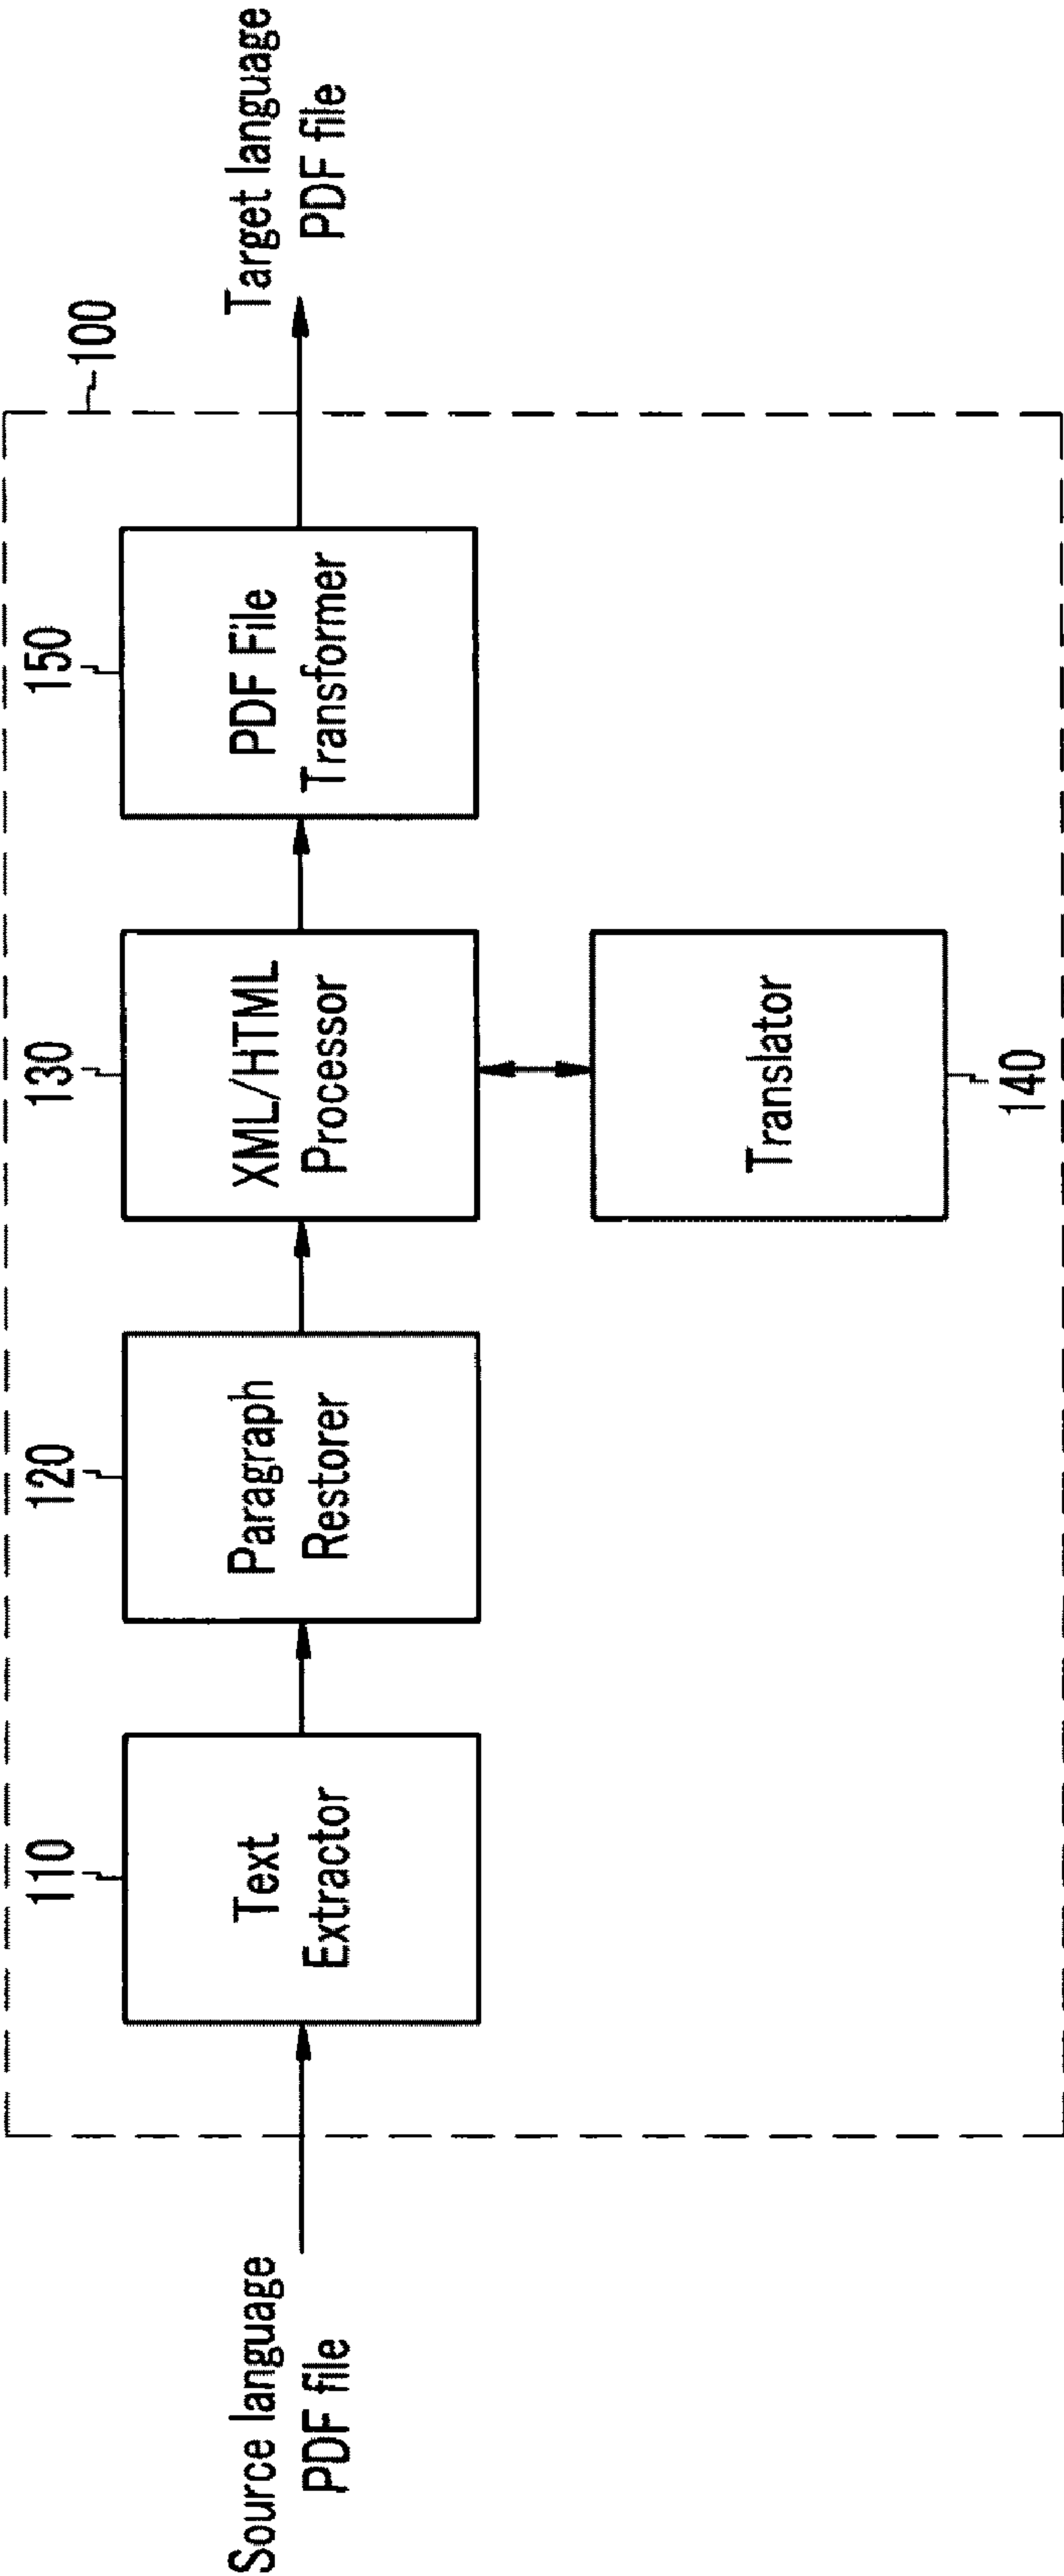 100
110
120
130
150
Source language
PDF file
Text
Extractor
Paragraph
Restorer
XML/HTML
Processor
PDF File
Transformer
Target language
PDF file
Translator
140